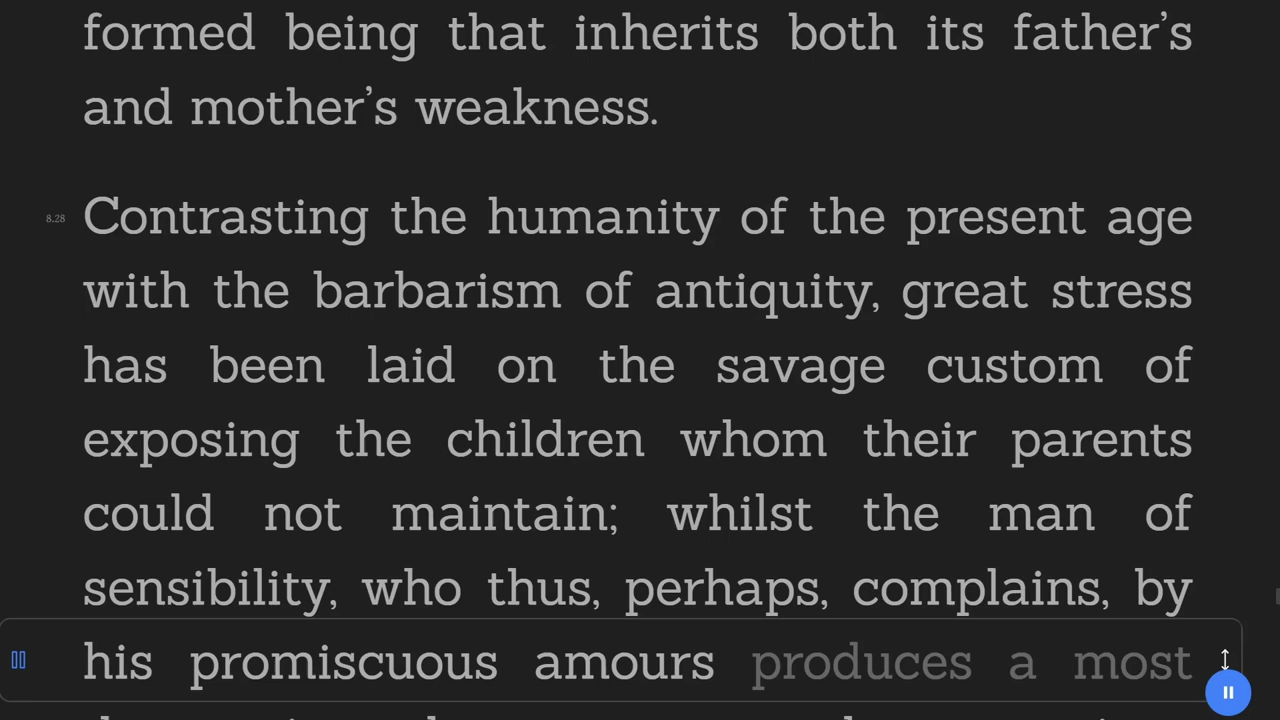 formed being that inherits both its father’s
and mother’s weakness.
8.28
Contrasting the humanity of the present age
with the barbarism of antiquity, great stress
has been laid on the savage custom of
exposing the children whom their parents
could not maintain; whilst the man of
sensibility, who thus, perhaps, complains, by
his promiscuous amours produces a most